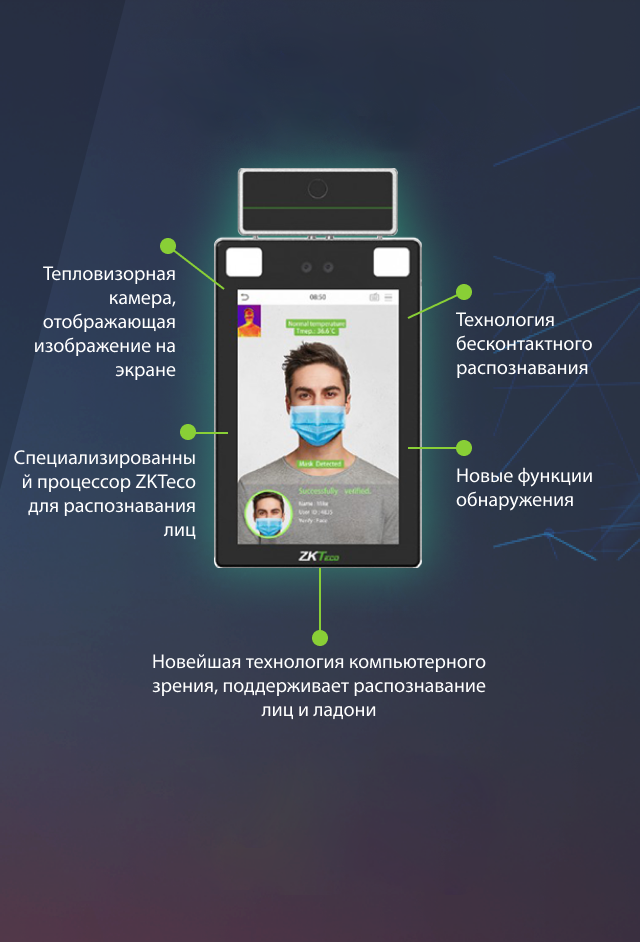 08:50
Normal temperature
Tmep.: 36.6°C
Тепловизорная
камера,
отображающая
изображение на
экране
Технология
бесконтактного
распознавания
Специализированны
й процессор ZKTeco
для распознавания
лиц
Новые функции
обнаружения
Mask Detected
Successfully verified.
Name : Mike
User ID : 4825
Verify : Face
ZKTECO
Новейшая технология компьютерного
зрения, поддерживает распознавание
лиц и ладони